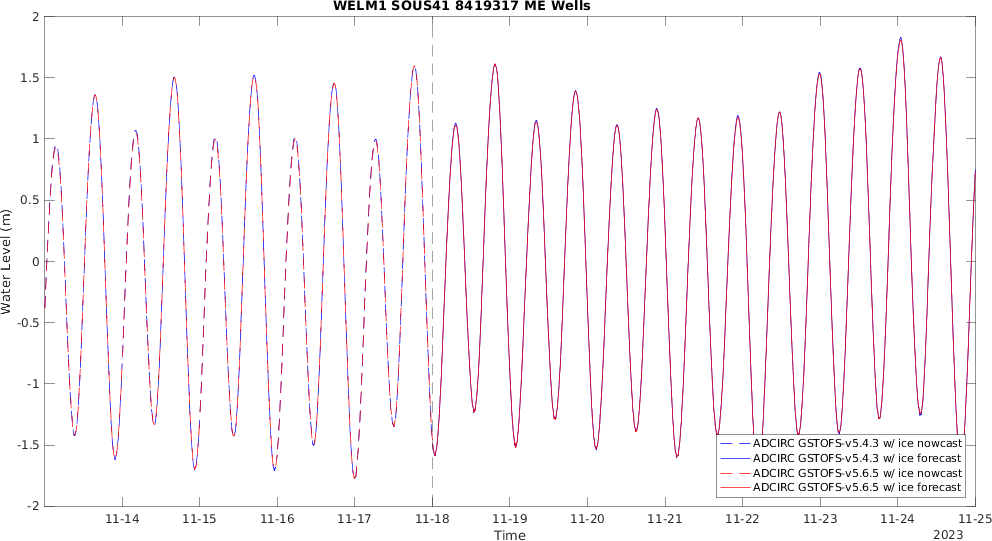 WELM1 SOUS41 8419317 ME Wells
2
1.5
1
0.5
0
-0.5
-1
-1.5
-2
Water Level (m)
ADCIRC GSTOFS-v5.4.3 w/ ice nowcast
ADCIRC GSTOFS-v5.4.3 w/ ice forecast
ADCIRC GSTOFS-v5.6.5 w/ ice nowcast
ADCIRC GSTOFS-v5.6.5 w/ ice forecast
11-14 11-15 11-16 11-17 11-18 11-19 11-20 11-21 11-22 11-23 11-24 11-25
Time
2023